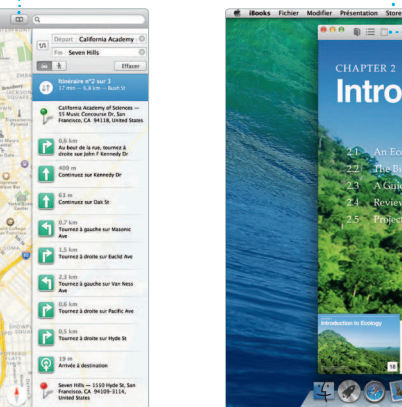 Départ California Academy
Fin Seven Hills
Effacer
Itinéraire n°2 sur 3
17 min — 6,8 km — Bush St
California Academy of Sciences —
55 Music Concourse Dr, San
Francisco, CA 94118, United States
0,6 km
Au bout de la rue, tournez à
droite sur John F Kennedy Dr
409 m
Continuez sur Kennedy Dr
63 m
Continuez sur Oak St
0,7 km
Tournez à gauche sur Masonic
Ave
1,5 km
Tournez à droite sur Euclid Ave
2,3 km
Tournez à gauche sur Van Ness
Ave
0,6 km
Tournez à droite sur Pacific Ave
0,5 km
Tournez à droite sur Hyde St
19 m
Arrivée à destination
Seven Hills — 1550 Hyde St, San
Francisco, CA 94109-3114,
United States
iBooks Fichier Modifier Présentation Store
CHAPTER 2
Intro
2.1 An Eco
2.2 The Bi
2.3 A Guid
2.4 Review
2.5 Project
Introduction to Ecology
18